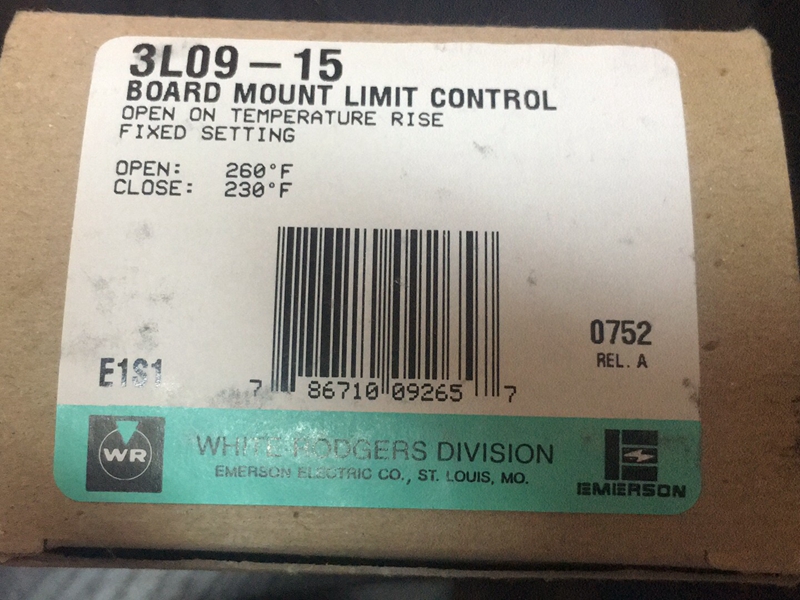 3L09-15
BOARD MOUNT LIMIT CONTROL
OPEN ON TEMPERATURE RISE
FIXED SETTING
OPEN: 260°F
CLOSE: 230°F
0752
REL. A
E1S1
7 86710 09265 7
WR
WHITE-RODGERS DIVISION
EMERSON ELECTRIC CO., ST. LOUIS, MO.
EMERSON